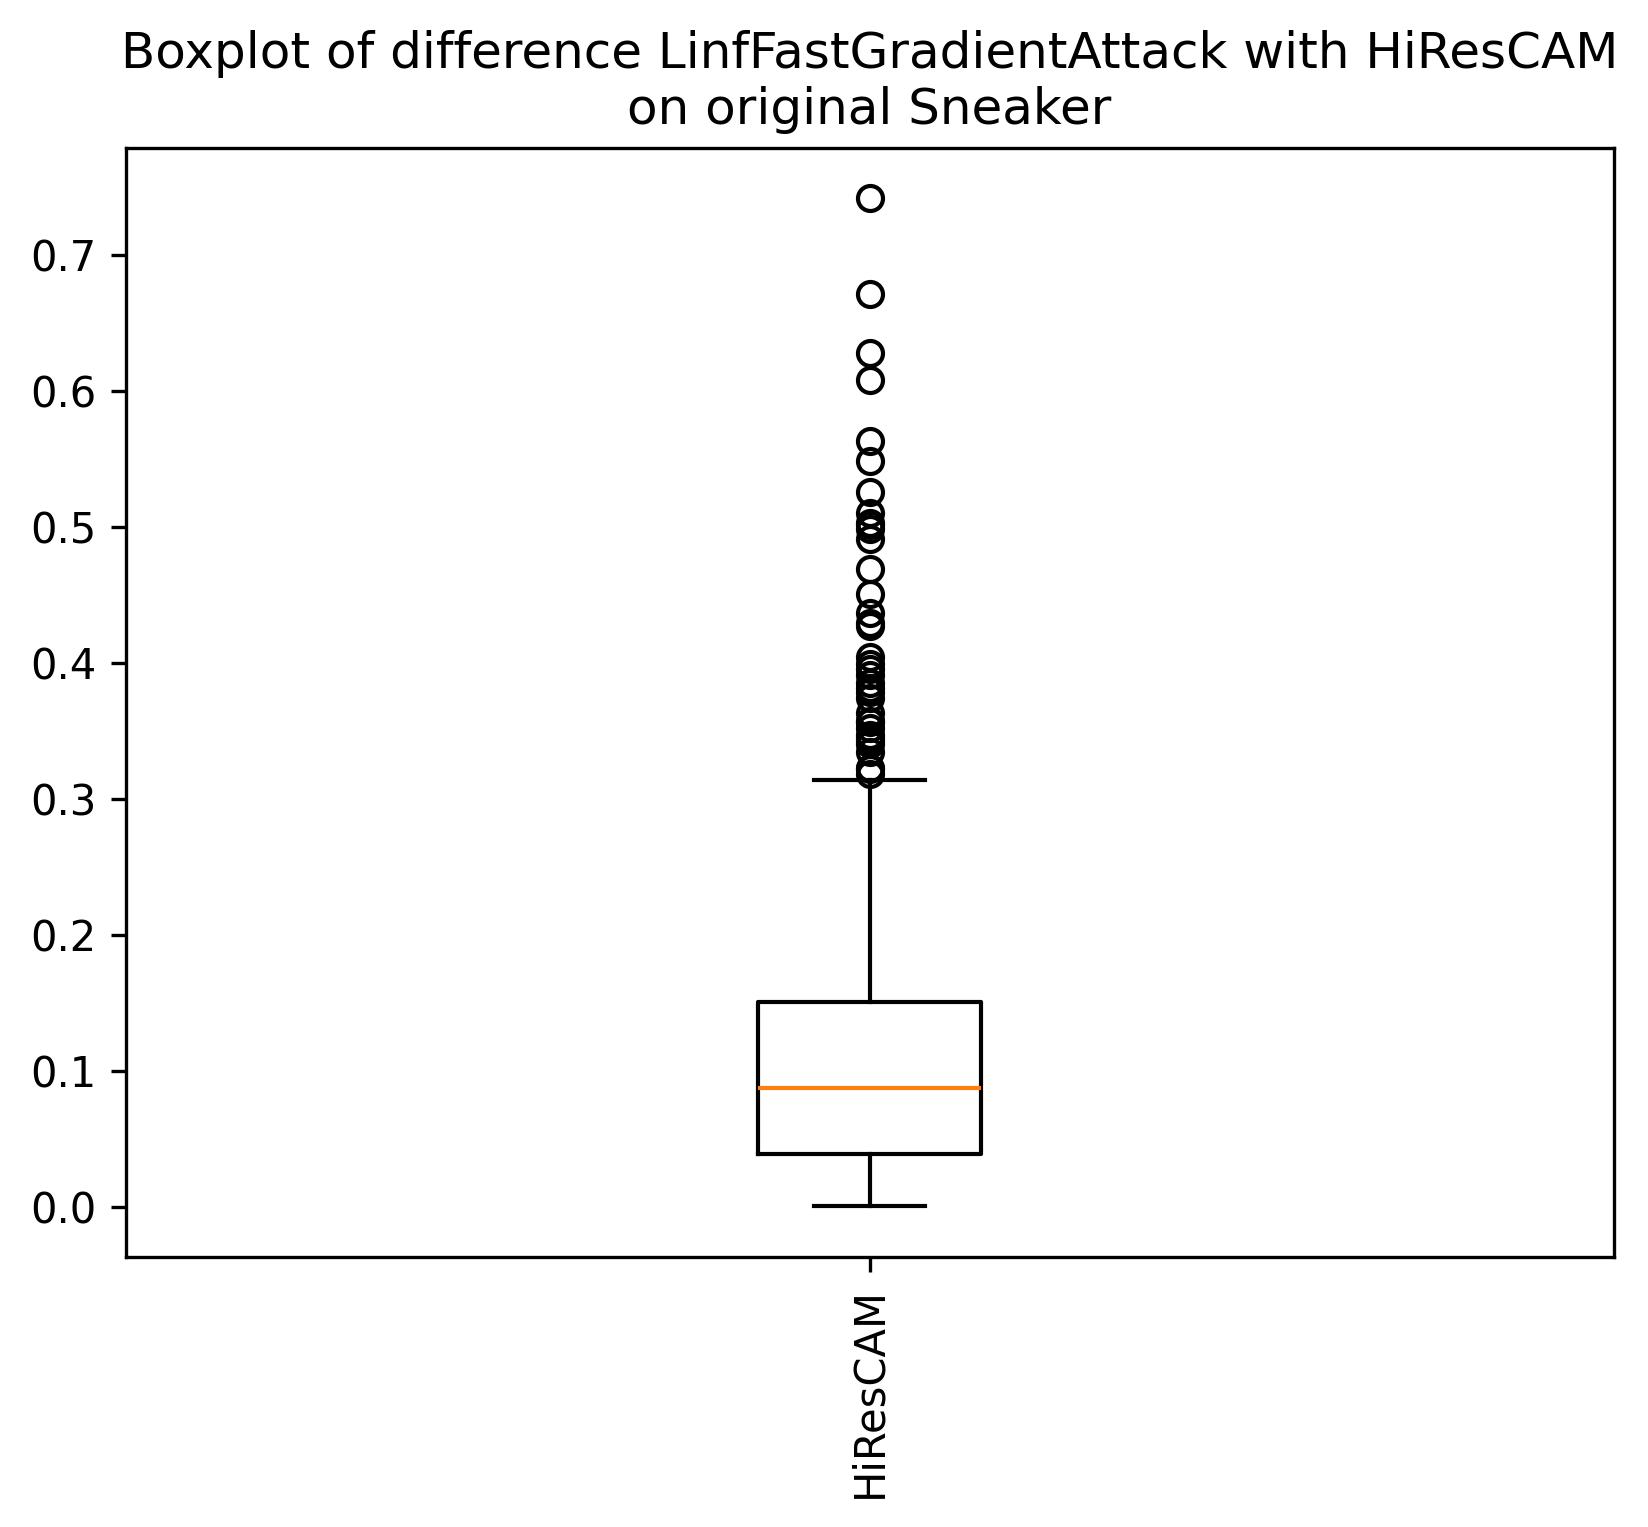 Boxplot of difference LinfFastGradientAttack with HiResCAM
on original Sneaker
0.7
0.6
0.5
0.4
0.3
0.2
0.1
0.0
HiResCAM